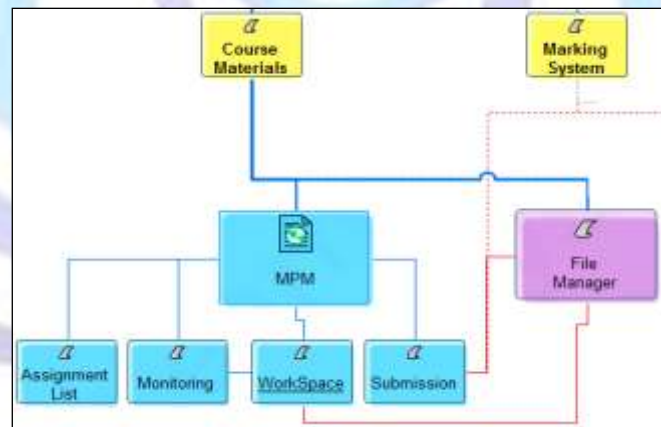 Course
Materials
Marking
System
MPM
File
Manager
Assignment
List
Monitoring
WorkSpace
Submission